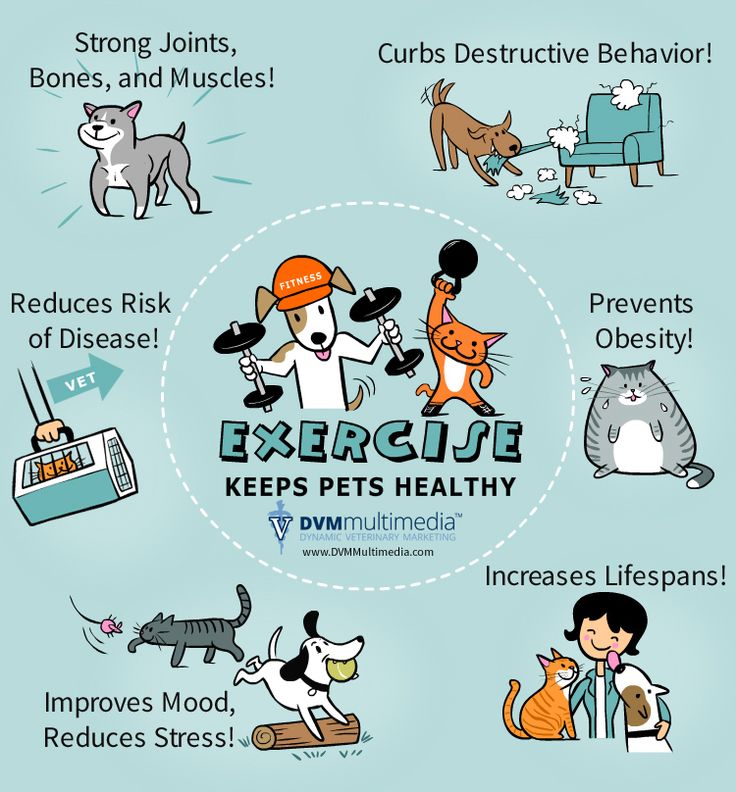 Strong Joints,
Bones, and Muscles!
Curbs Destructive Behavior!
Reduces Risk
of Disease!
VET
FITNESS
Prevents
Obesity!
EXERCISE
KEEPS PETS HEALTHY
V DVMmultimedia™
DYNAMIC VETERINARY MARKETING
www.DVMMultimedia.com
Increases Lifespans!
Improves Mood,
Reduces Stress!